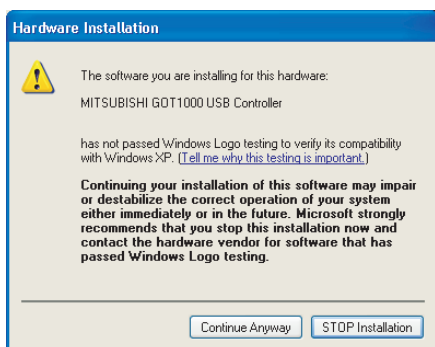 Hardware Installation
The software you are installing for this hardware:
MITSUBISHI GOT1000 USB Controller
has not passed Windows Logo testing to verify its compatibility
with Windows XP. (Tell me why this testing is important.)
Continuing your installation of this software may impair
or destabilize the correct operation of your system
either immediately or in the future. Microsoft strongly
recommends that you stop this installation now and
contact the hardware vendor for software that has
passed Windows Logo testing.
Continue Anyway STOP Installation